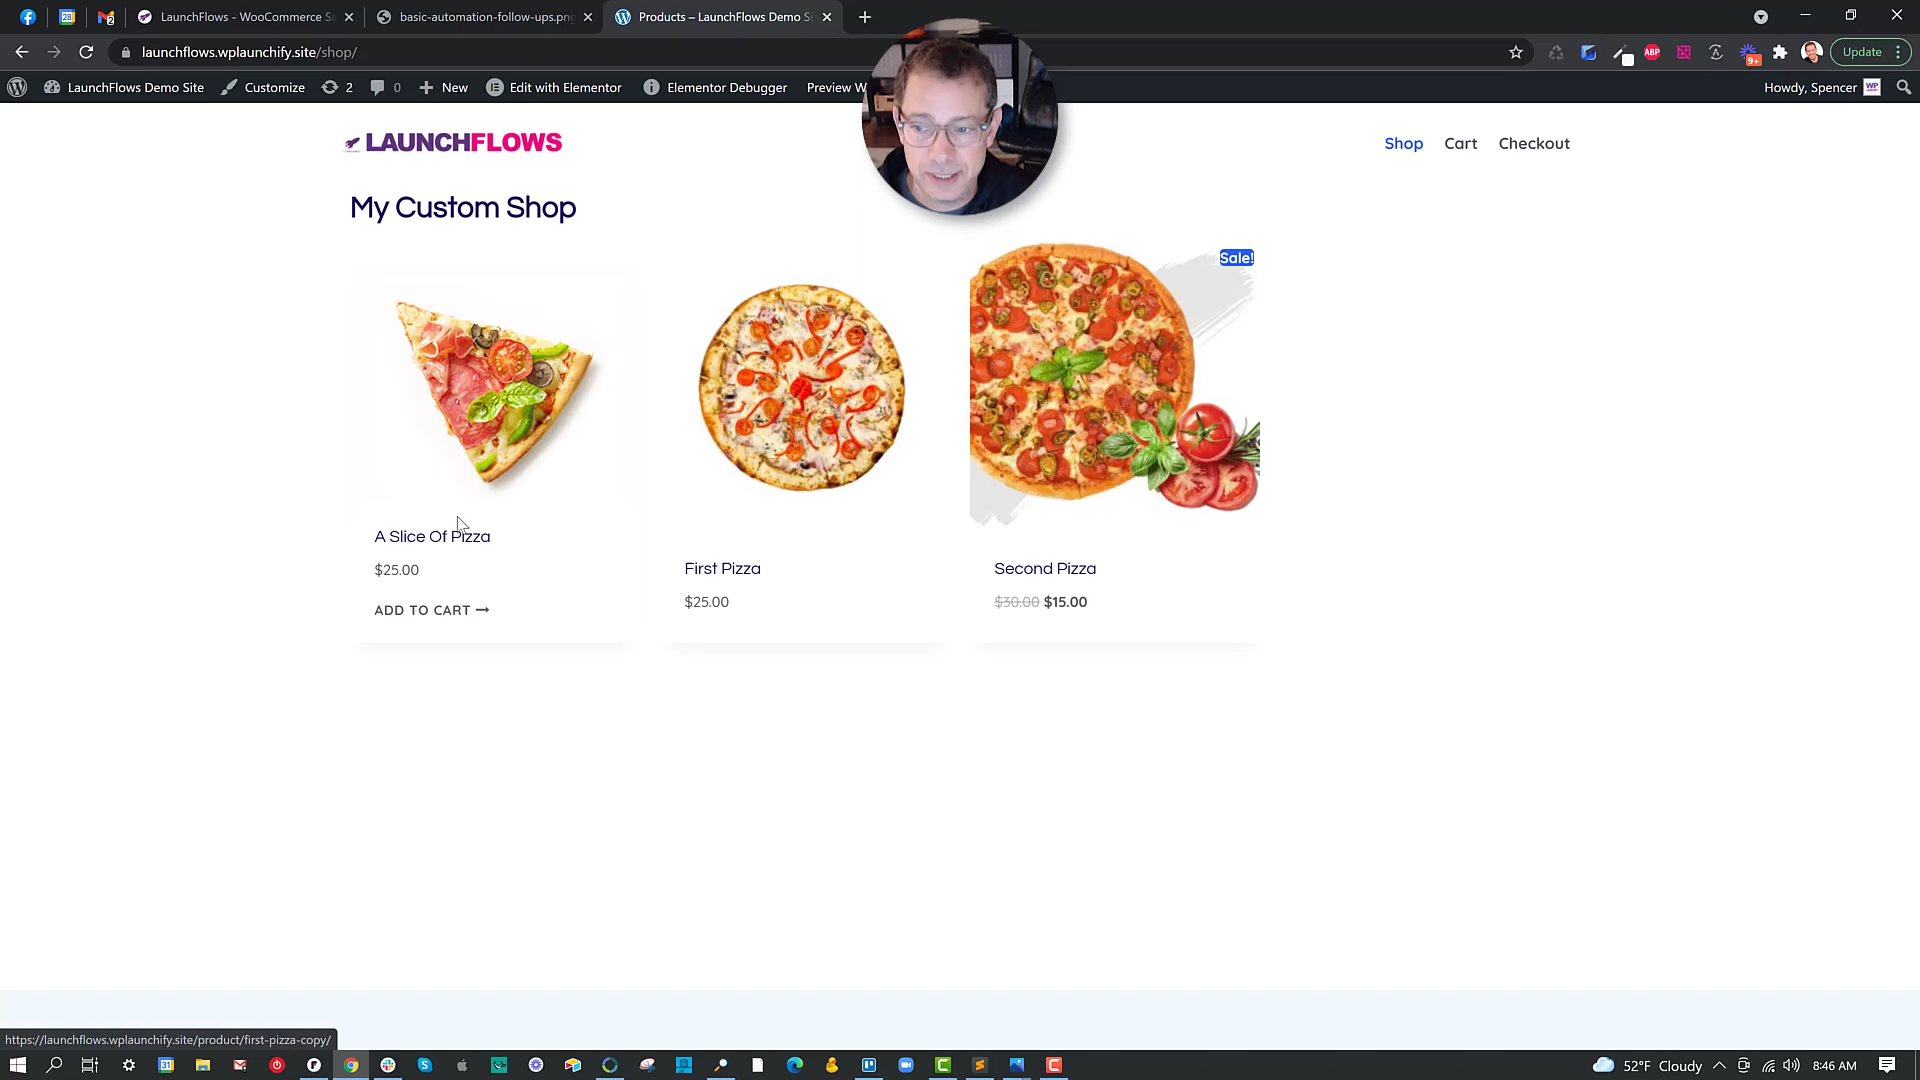 LaunchFlows - WooCommerce S
basic-automation-follow-ups.png
Products – LaunchFlows Demo S
launchflows.wplaunchify.site/shop/
Update
LaunchFlows Demo Site
Customize
2
0
New
Edit with Elementor
Elementor Debugger
Preview W
Howdy, Spencer
LAUNCHFLOWS
Shop
Cart
Checkout
My Custom Shop
Sale!
A Slice Of Pizza
$25.00
ADD TO CART
First Pizza
$25.00
Second Pizza
$30.00 $15.00
https://launchflows.wplaunchify.site/product/first-pizza-copy/
52°F Cloudy
8:46 AM